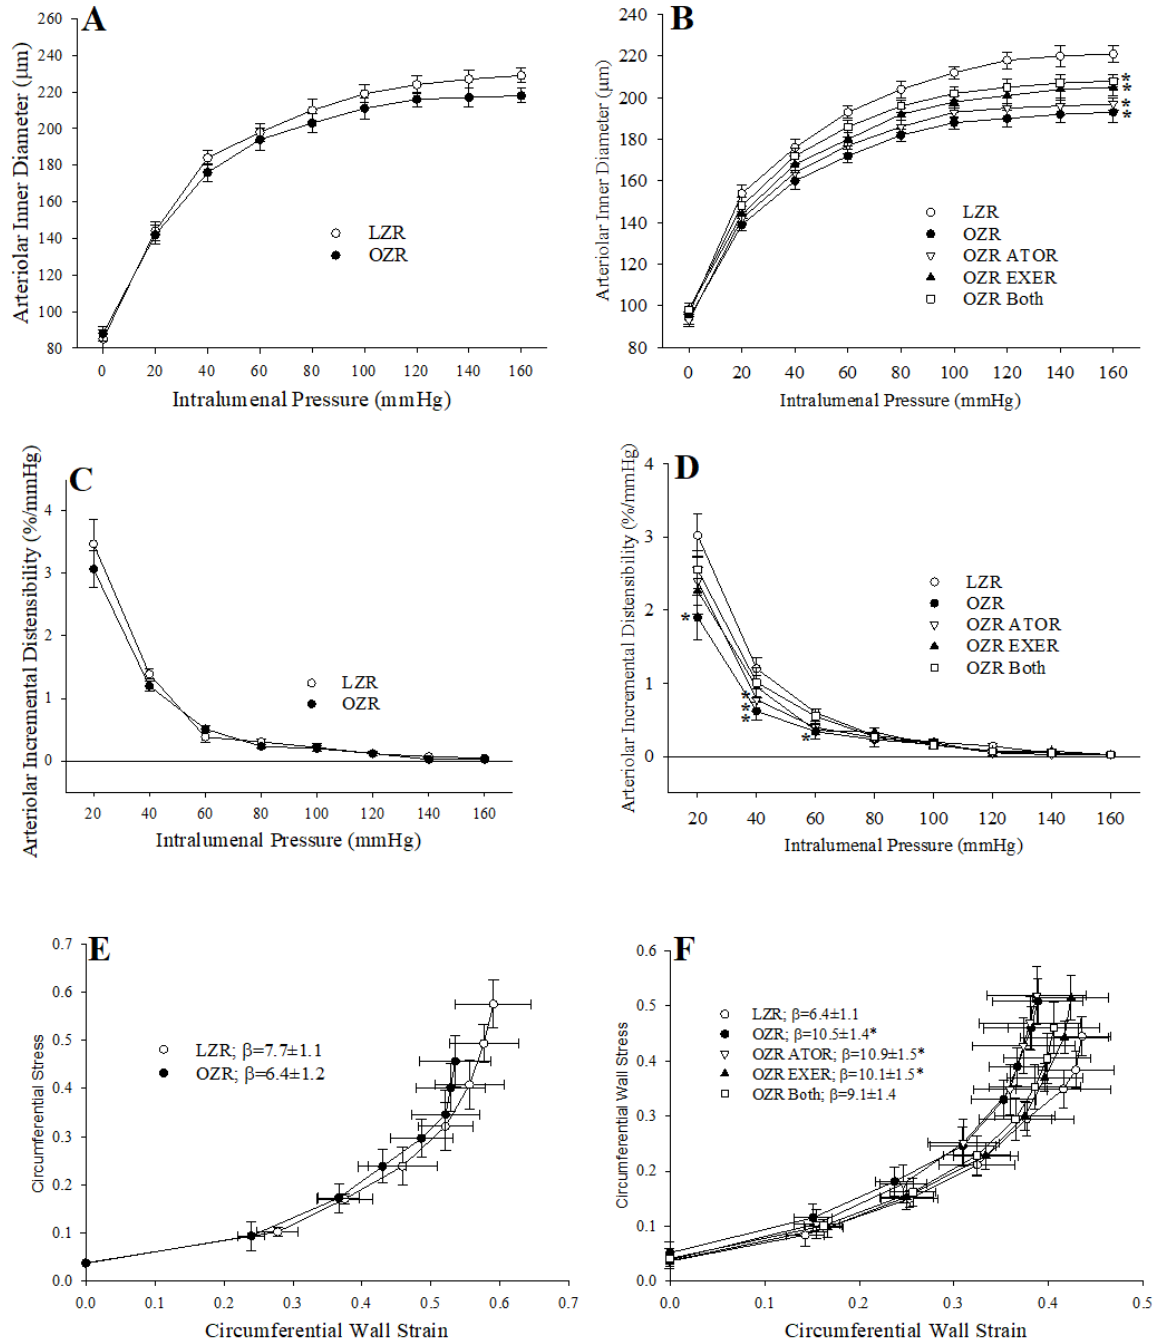 A
260
240
220
200
180
160
140
120
100
80
Arteriolar Inner Diameter (μm)
LZR
OZR
0 20 40 60 80 100 120 140 160
Intralumenal Pressure (mmHg)
B
240
220
200
180
160
140
120
100
80
Arteriolar Inner Diameter (μm)
*
*
*
*
LZR
OZR
OZR ATOR
OZR EXER
OZR Both
0 20 40 60 80 100 120 140 160
Intralumenal Pressure (mmHg)
C
4
3
2
1
0
Arteriolar Incremental Distensibility (%/mmHg)
LZR
OZR
20 40 60 80 100 120 140 160
Intralumenal Pressure (mmHg)
D
4
3
2
1
0
Arteriolar Incremental Distensibility (%/mmHg)
*
*
*
*
*
LZR
OZR
OZR ATOR
OZR EXER
OZR Both
20 40 60 80 100 120 140 160
Intralumenal Pressure (mmHg)
E
0.7
0.6
0.5
0.4
0.3
0.2
0.1
0.0
Circumferential Stress
LZR; β=7.7±1.1
OZR; β=6.4±1.2
0.0 0.1 0.2 0.3 0.4 0.5 0.6 0.7
Circumferential Wall Strain
F
0.6
0.5
0.4
0.3
0.2
0.1
0.0
Circumferential Wall Stress
LZR; β=6.4±1.1
OZR; β=10.5±1.4*
OZR ATOR; β=10.9±1.5*
OZR EXER; β=10.1±1.5*
OZR Both; β=9.1±1.4
0.0 0.1 0.2 0.3 0.4 0.5
Circumferential Wall Strain